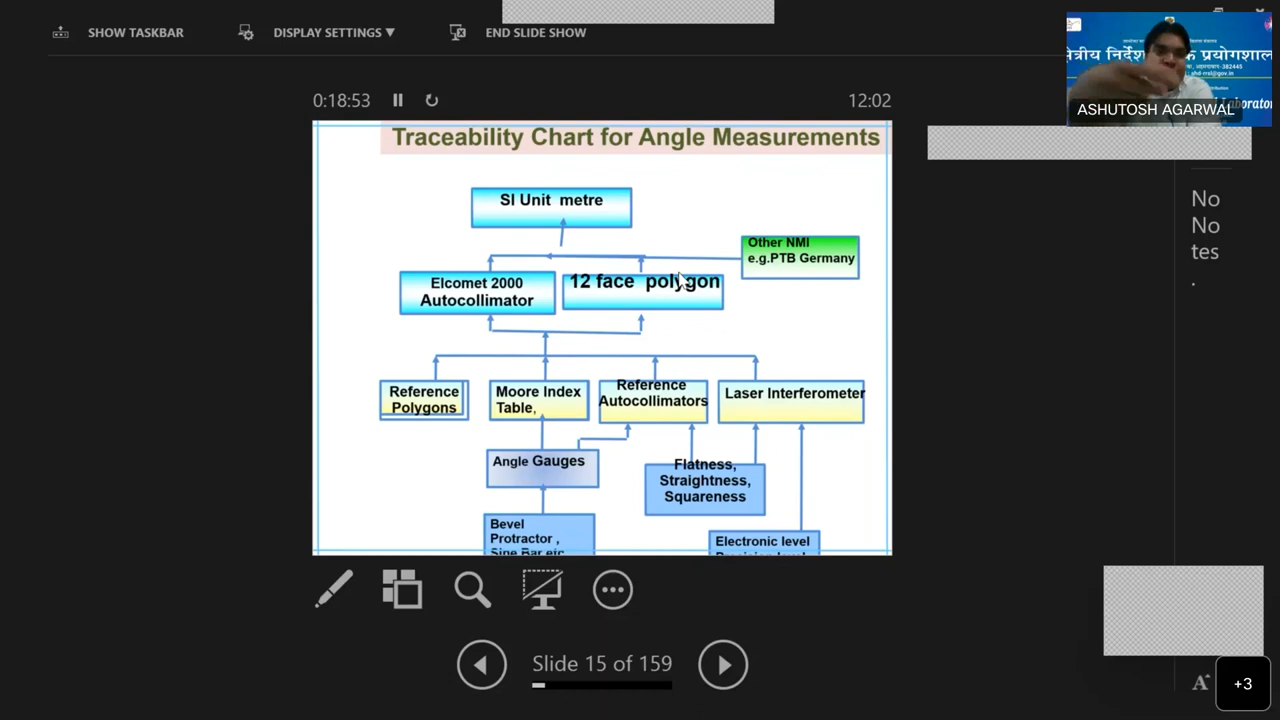 SHOW TASKBAR
DISPLAY SETTINGS ▼
END SLIDE SHOW
0:18:53
12:02
ASHUTOSH AGARWAL
Traceability Chart for Angle Measurements
SI Unit metre
Other NMI
e.g.PTB Germany
Elcomet 2000
Autocollimator
12 face polygon
Reference
Polygons
Moore Index
Table,
Reference
Autocollimators
Laser Interferometer
Angle Gauges
Flatness,
Straightness,
Squareness
Bevel
Protractor ,
Sine Bar etc
Electronic level
Slide 15 of 159
No
No
tes
.
A
+3